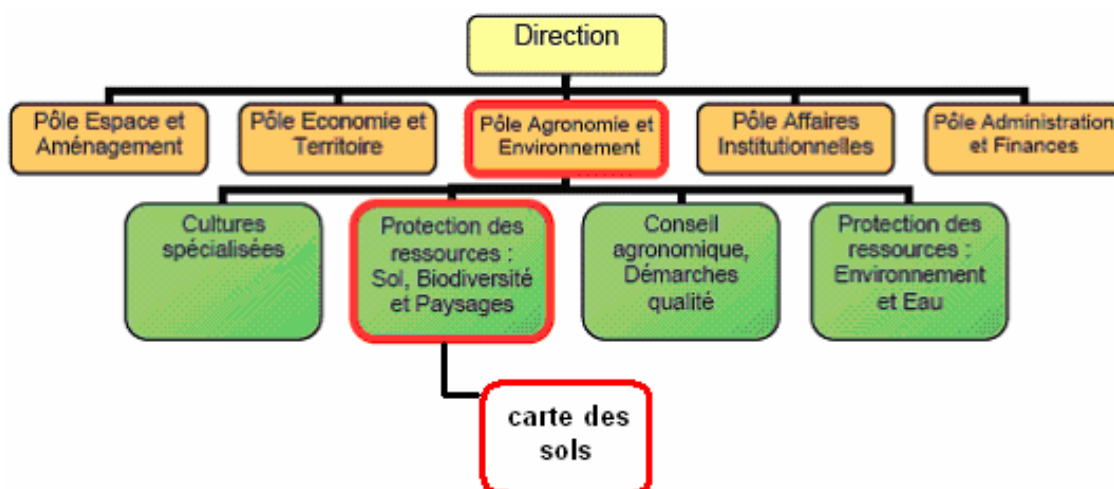 Direction
Pôle Espace et
Aménagement
Pôle Economie et
Territoire
Pôle Agronomie et
Environnement
Pôle Affaires
Institutionnelles
Pôle Administration
et Finances
Cultures
spécialisées
Protection des
ressources :
Sol, Biodiversité
et Paysages
Conseil
agronomique,
Démarches
qualité
Protection des
ressources :
Environnement
et Eau
carte des
sols